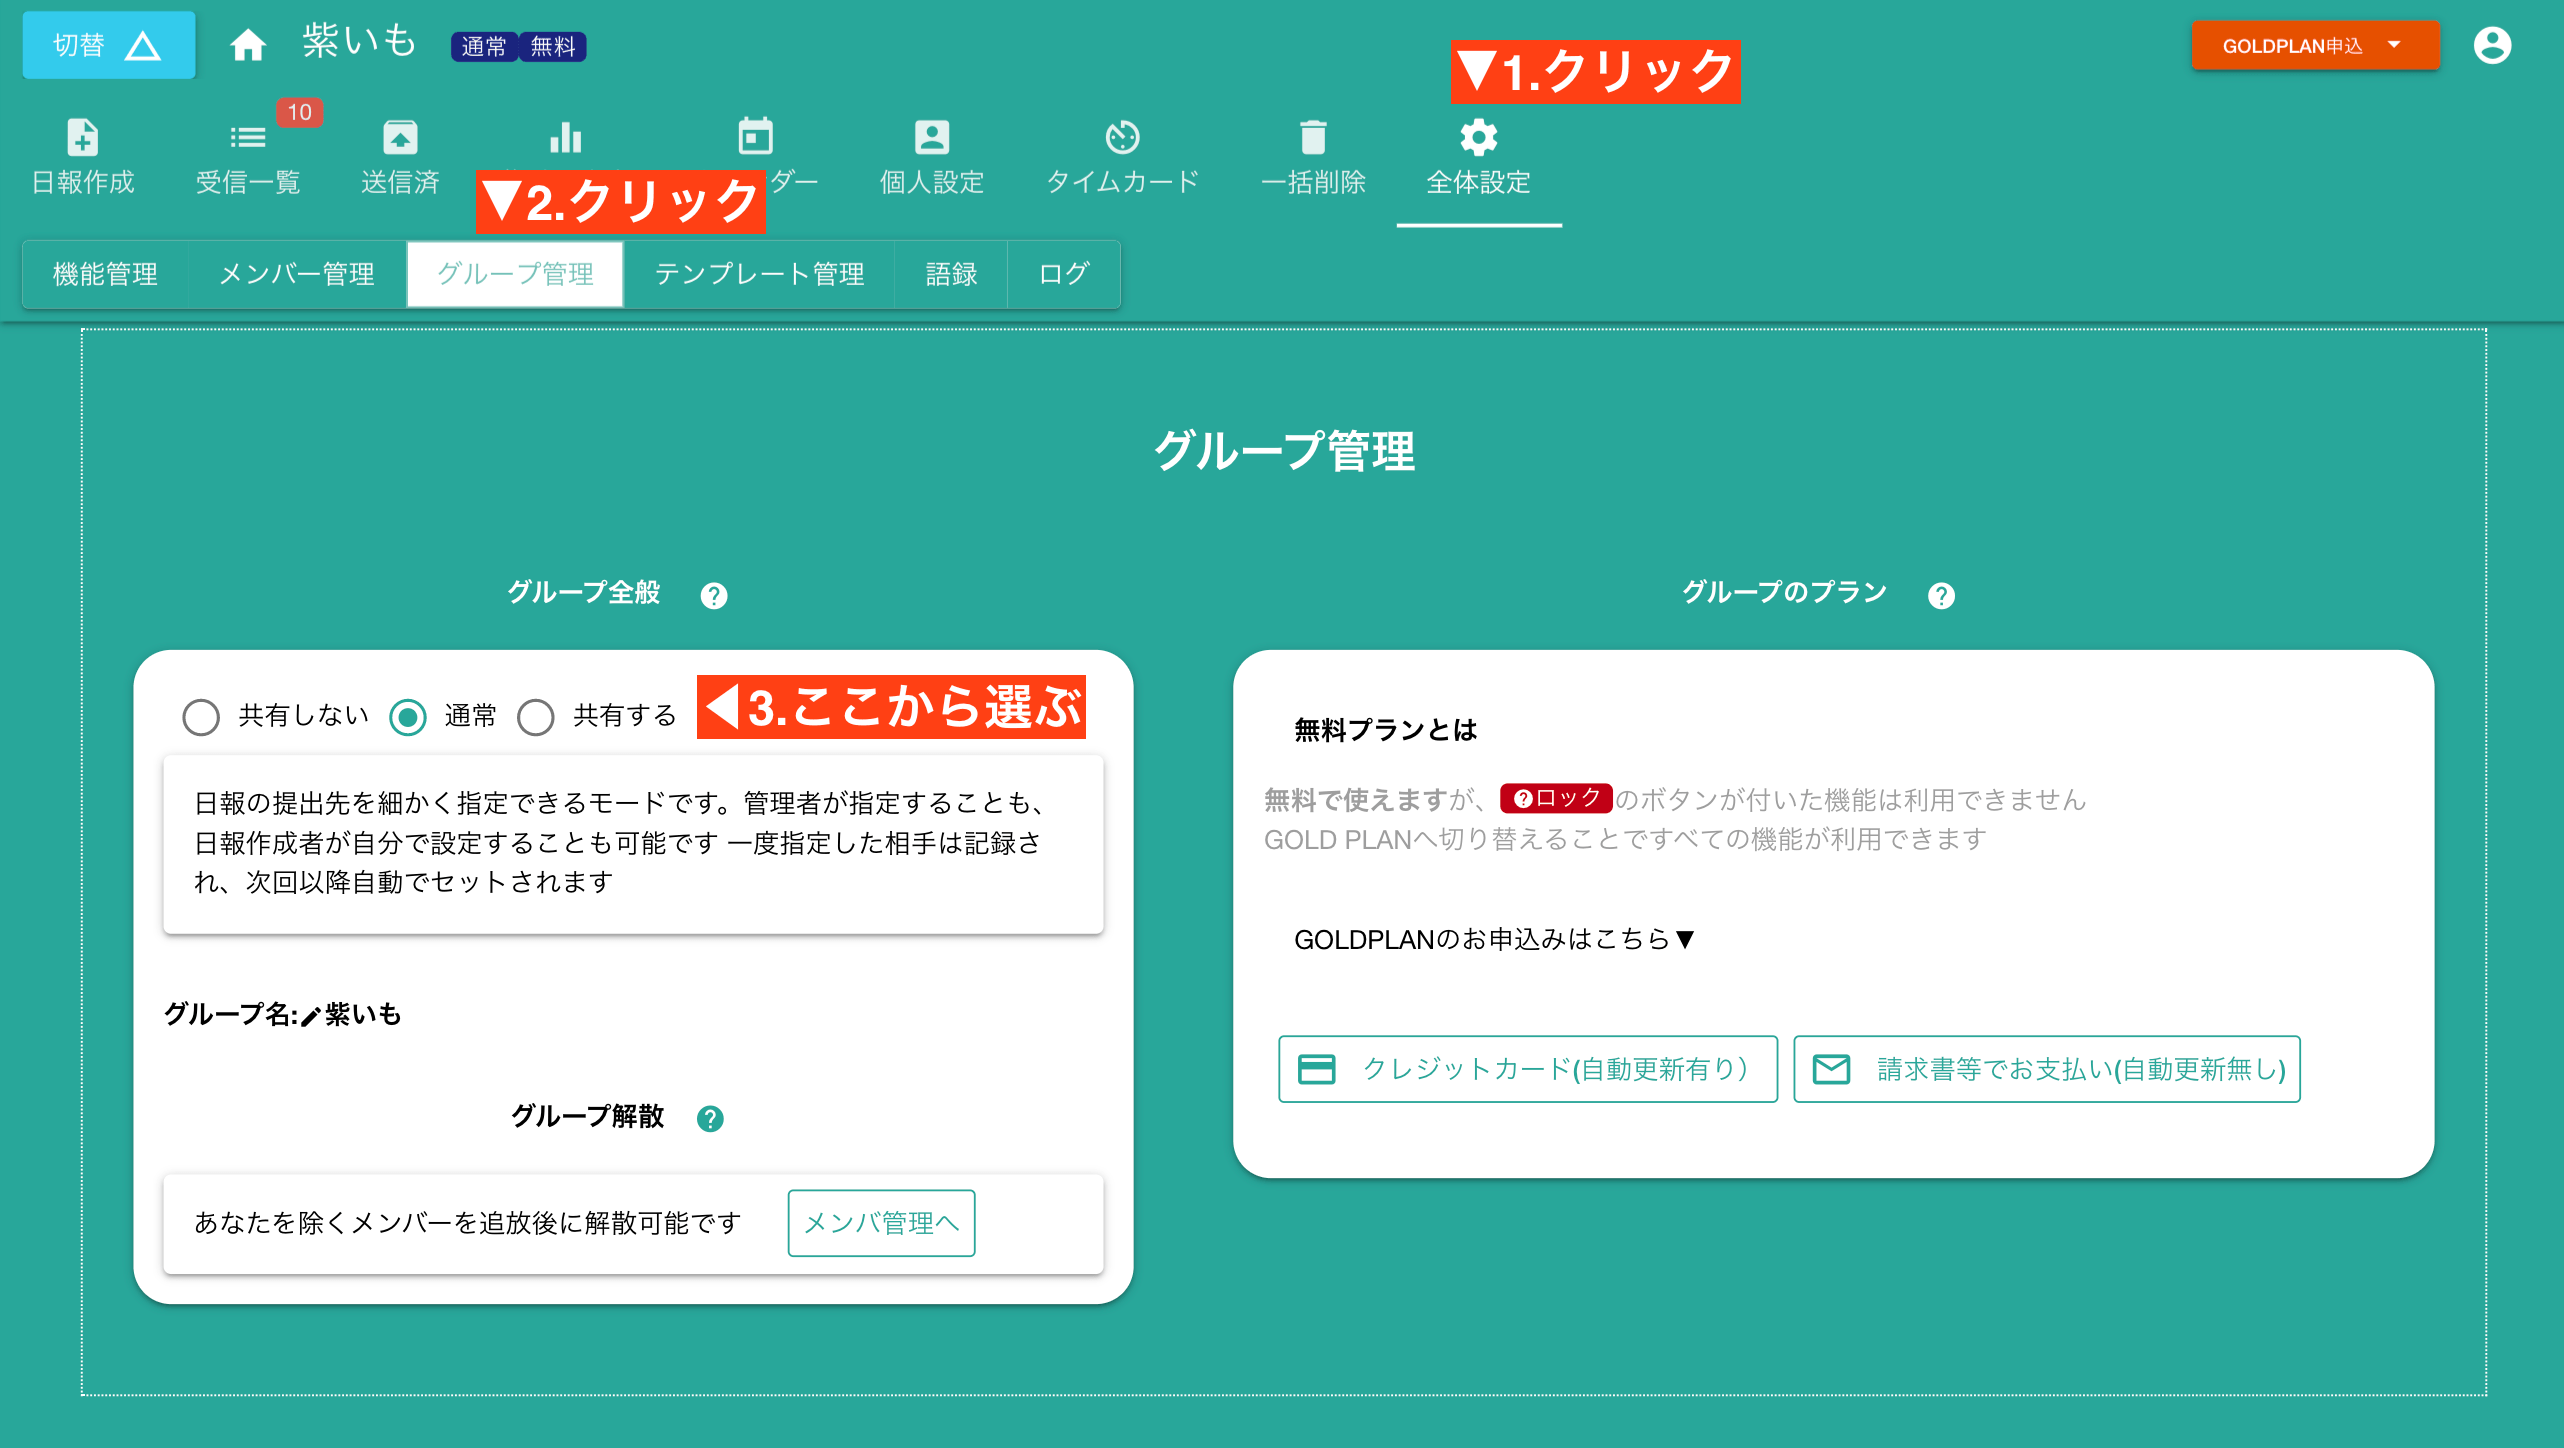 切替
紫いも
通常 無料
▼1.クリック
GOLDPLAN申込
10
日報作成
受信一覧
送信済
ダー
個人設定
タイムカード
一括削除
全体設定
▼2.クリック
機能管理
メンバー管理
グループ管理
テンプレート管理
語録
ログ
グループ管理
グループ全般
共有しない
通常
共有する
◀3.ここから選ぶ
日報の提出先を細かく指定できるモードです。管理者が指定することも、
日報作成者が自分で設定することも可能です 一度指定した相手は記録さ
れ、次回以降自動でセットされます
グループ名:紫いも
グループ解散
あなたを除くメンバーを追放後に解散可能です
メンバ管理へ
グループのプラン
無料プランとは
無料で使えますが、ロックのボタンが付いた機能は利用できません
GOLD PLANへ切り替えることですべての機能が利用できます
GOLDPLANのお申込みはこちら▼
クレジットカード(自動更新有り）
請求書等でお支払い(自動更新無し)